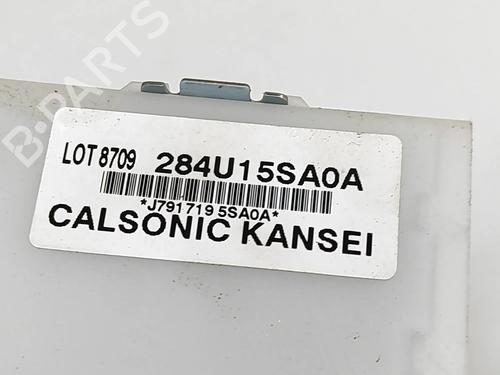 B-PARTS
LOT 8709 284U15SA0A
*J791719 5SA0A*
CALSONIC KANSEI